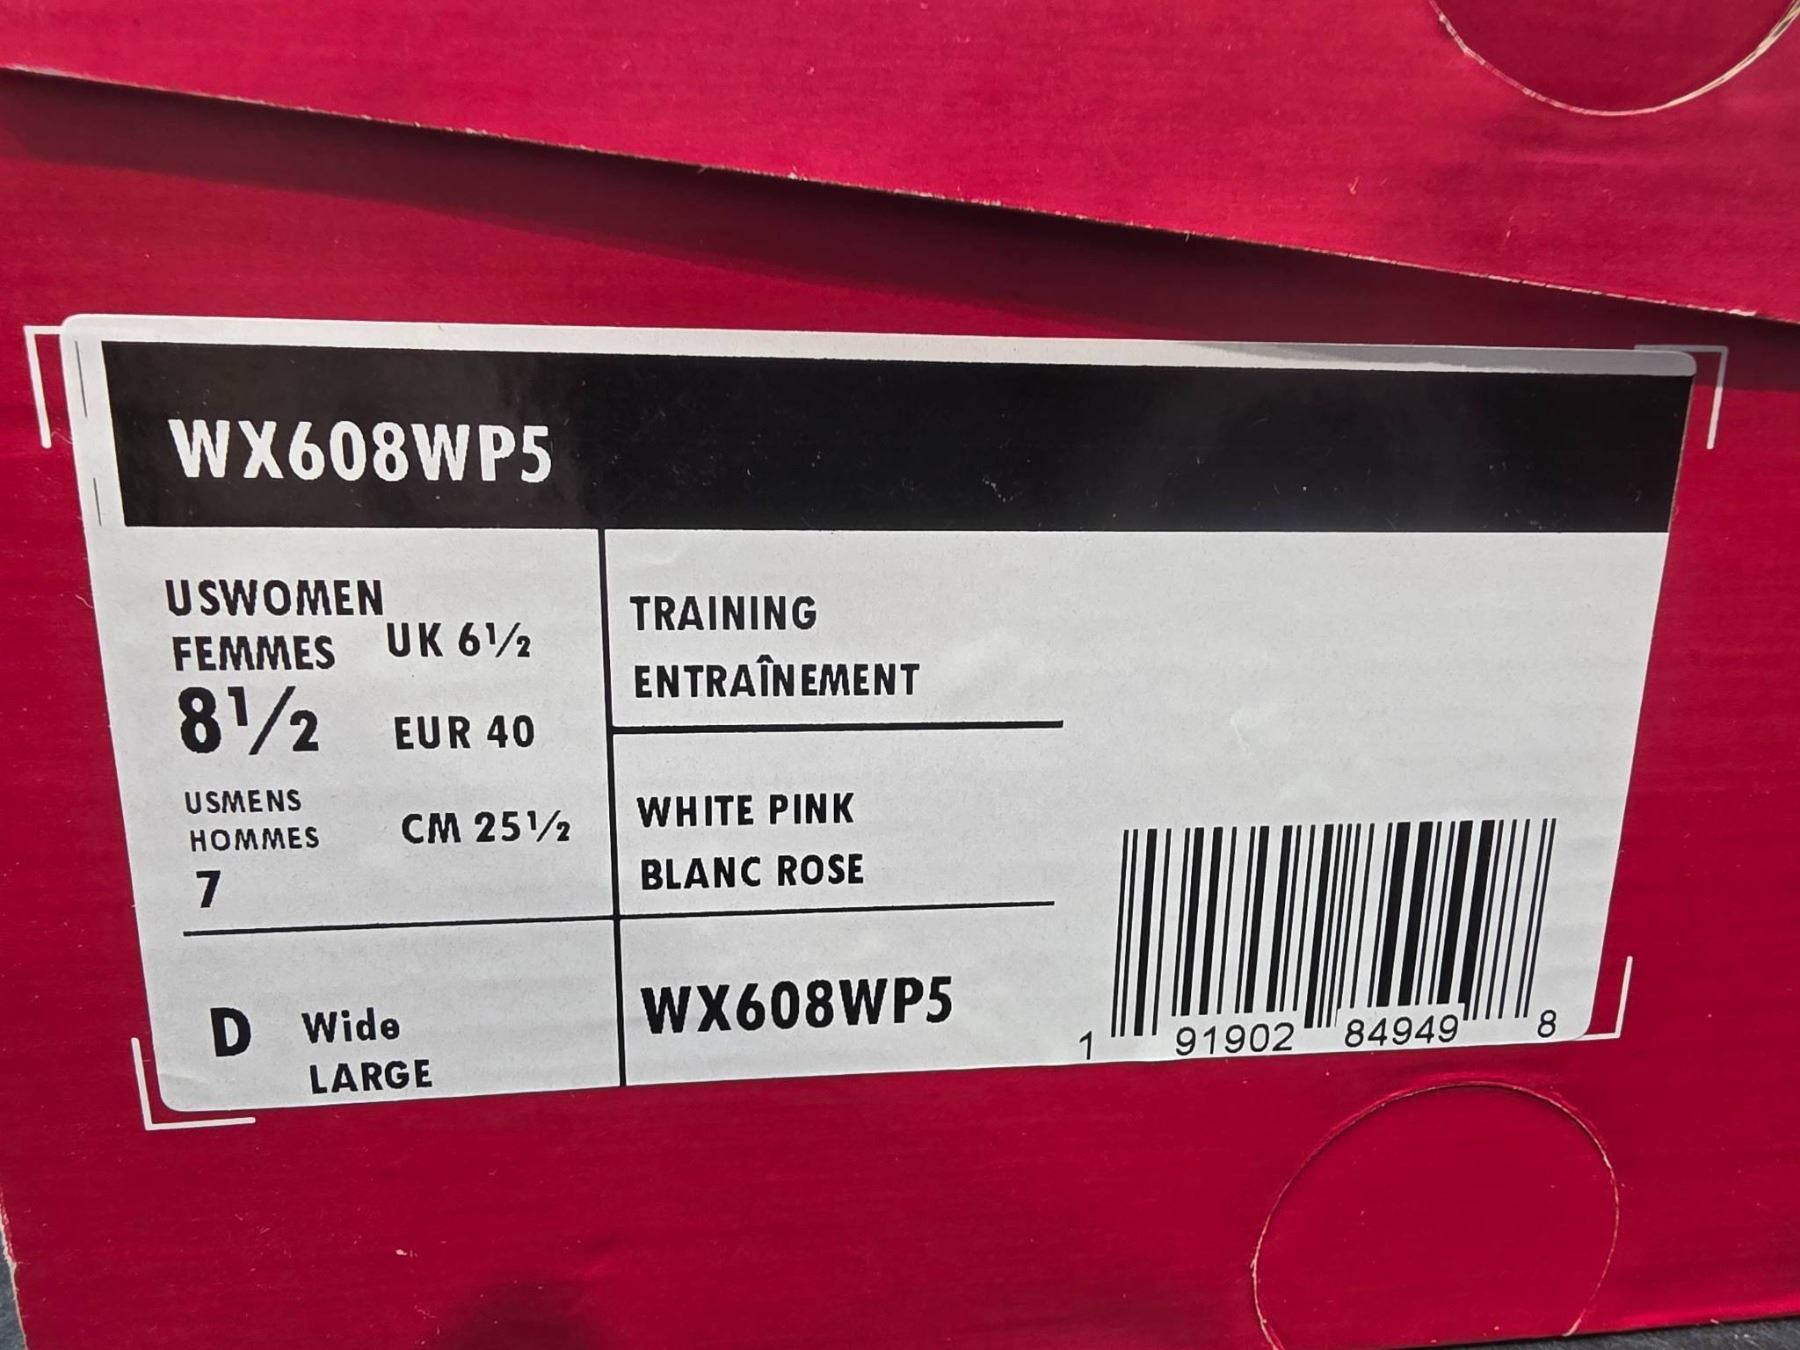 WX608WP5
USWOMEN
FEMMES
8½
UK 6½
EUR 40
USMENS
HOMMES
7
CM 25½
TRAINING
ENTRAÎNEMENT
WHITE PINK
BLANC ROSE
D Wide
LARGE
WX608WP5
1 91902 84949 8